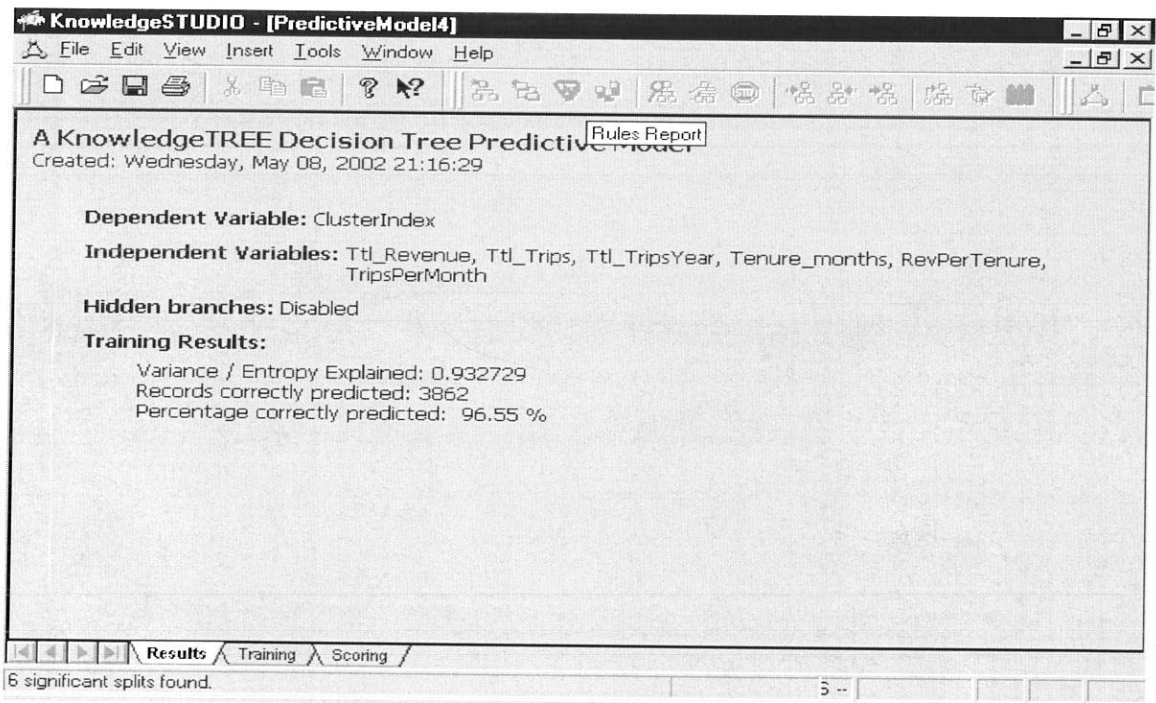 KnowledgeSTUDIO - [PredictiveModel4]
File Edit View Insert Tools Window Help
A KnowledgeTREE Decision Tree Predictive Model
Rules Report
Created: Wednesday, May 08, 2002 21:16:29
Dependent Variable: ClusterIndex
Independent Variables: Ttl_Revenue, Ttl_Trips, Ttl_TripsYear, Tenure_months, RevPerTenure,
TripsPerMonth
Hidden branches: Disabled
Training Results:
Variance / Entropy Explained: 0.932729
Records correctly predicted: 3862
Percentage correctly predicted: 96.55 %
Results Training Scoring
6 significant splits found.